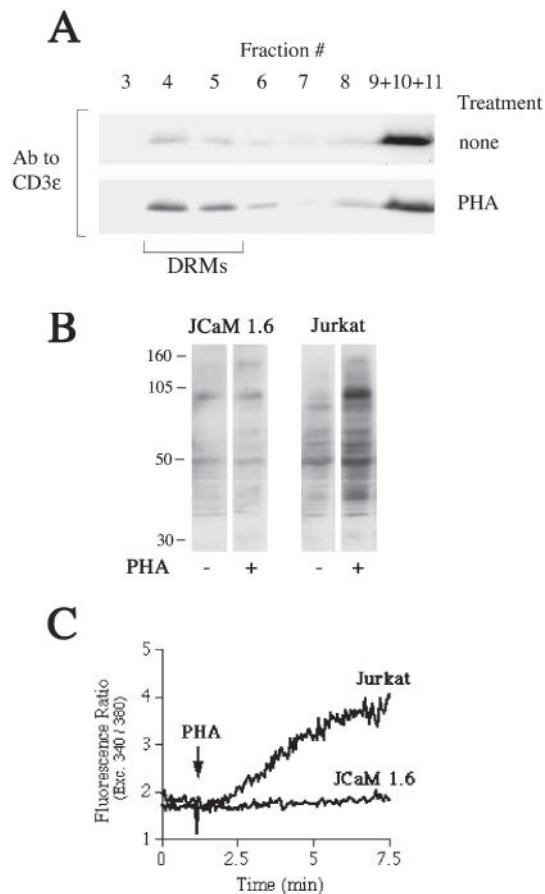 A
Fraction #
3 4 5 6 7 8 9+10+11
Treatment
none
Ab to
CD3ε
PHA
DRMs
B
JCaM 1.6 Jurkat
160
105
50
30
PHA - + - +
C
5
4
3
2
1
Fluorescence Ratio
(Exc. 340 / 380)
PHA
Jurkat
JCaM 1.6
0 2.5 5 7.5
Time (min)